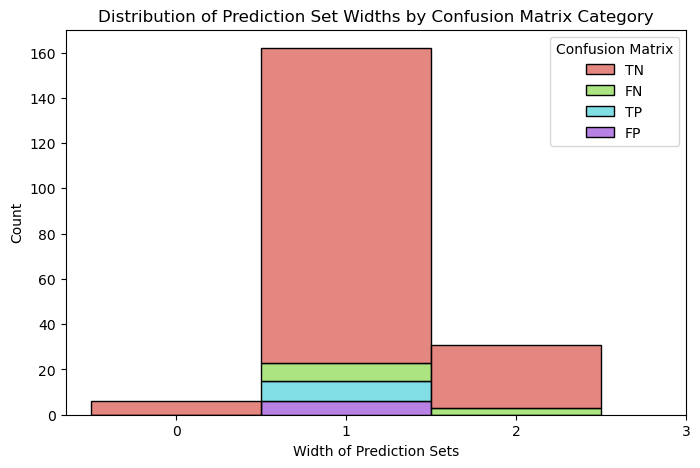 Distribution of Prediction Set Widths by Confusion Matrix Category
Confusion Matrix
TN
FN
TP
FP
160
140
120
100
80
60
40
20
0
Count
0 1 2 3
Width of Prediction Sets